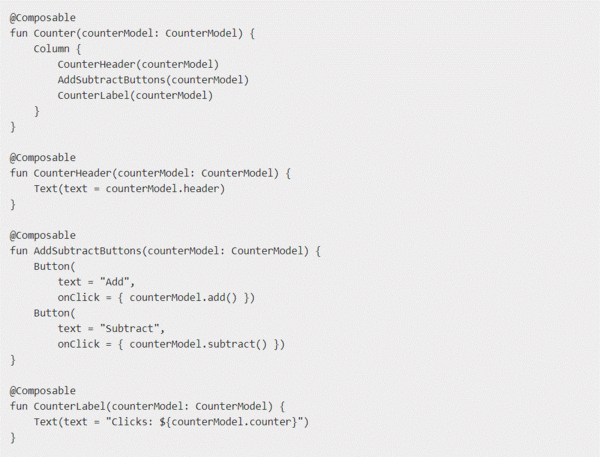 @Composable
fun Counter(counterModel: CounterModel) {
    Column {
        CounterHeader(counterModel)
        AddSubtractButtons(counterModel)
        CounterLabel(counterModel)
    }
}

@Composable
fun CounterHeader(counterModel: CounterModel) {
    Text(text = counterModel.header)
}

@Composable
fun AddSubtractButtons(counterModel: CounterModel) {
    Button(
        text = "Add",
        onClick = { counterModel.add() })
    Button(
        text = "Subtract",
        onClick = { counterModel.subtract() })
}

@Composable
fun CounterLabel(counterModel: CounterModel) {
    Text(text = "Clicks: ${counterModel.counter}")
}